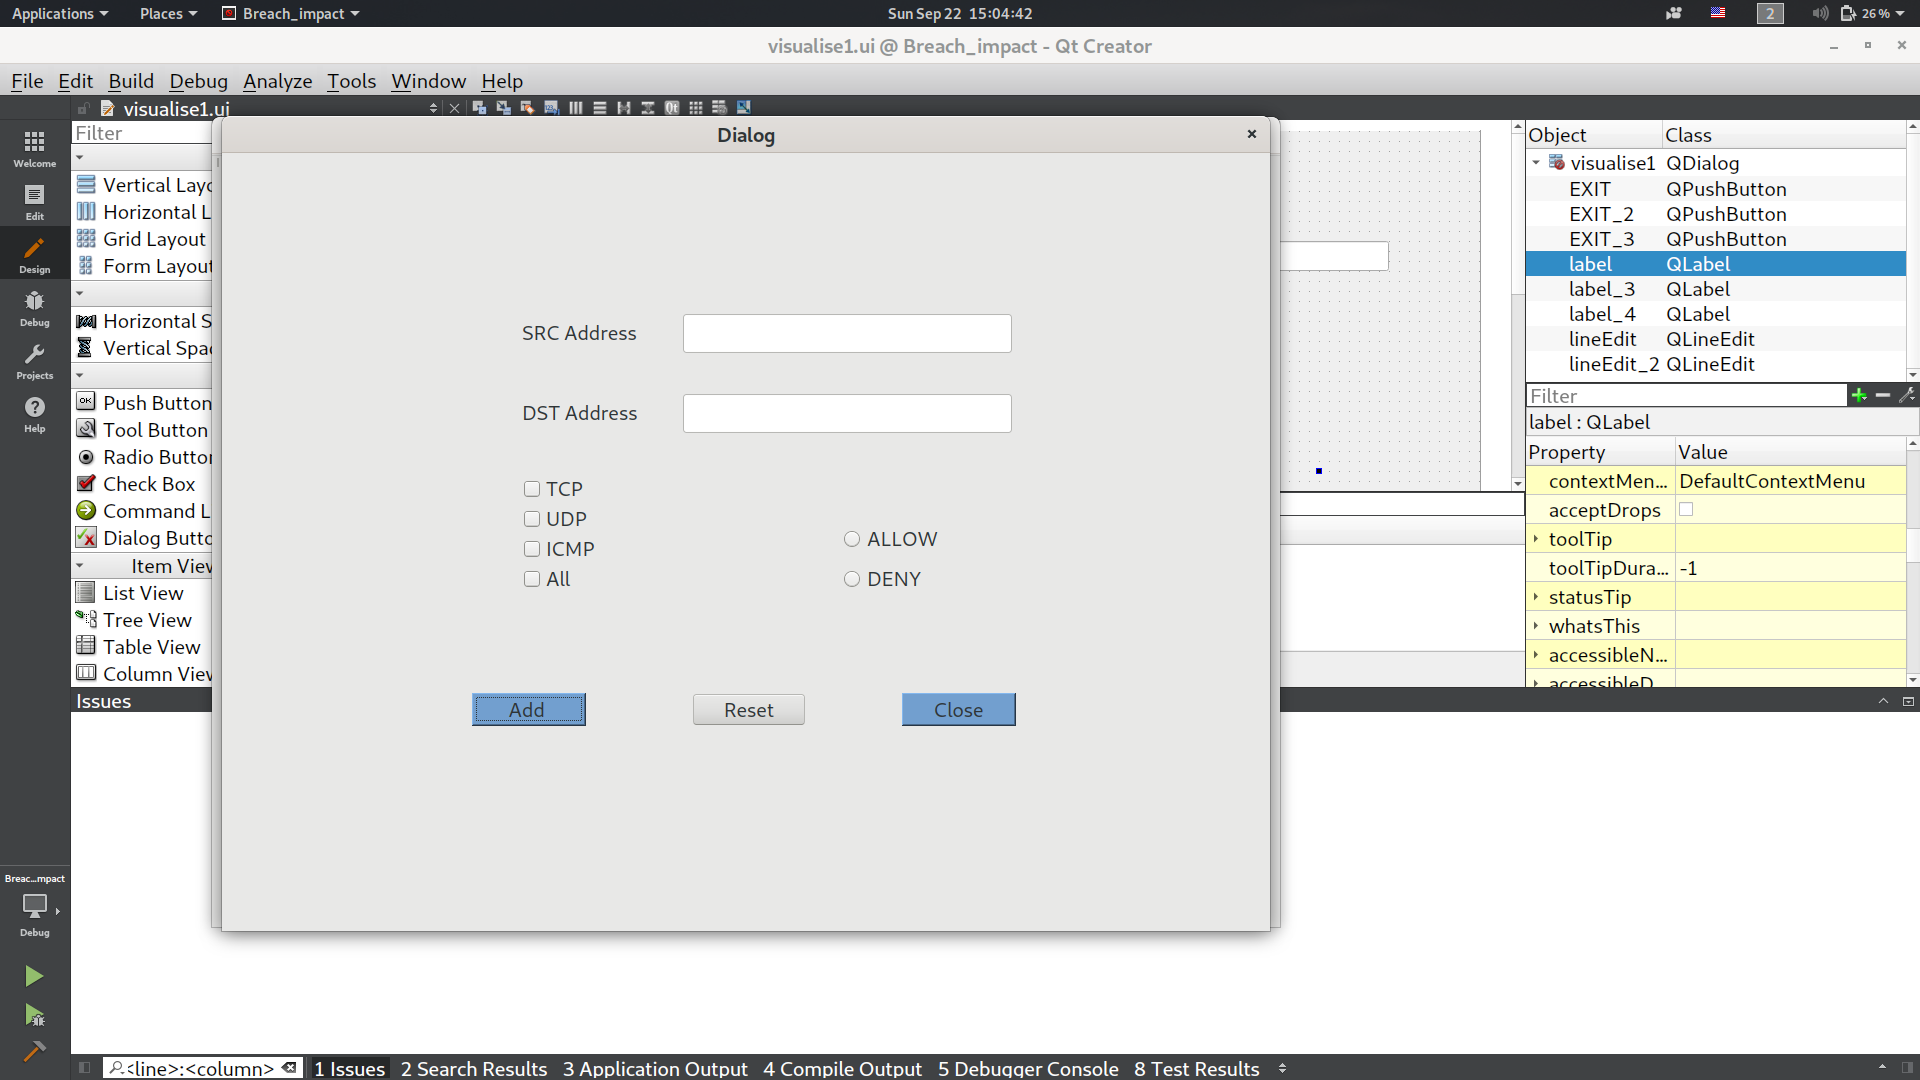 Applications Places Breach_impact Sun Sep 22 15:04:42 2 26 %
visualise1.ui @ Breach_impact - Qt Creator
File Edit Build Debug Analyze Tools Window Help
visualise1.ui
Welcome
Edit
Design
Debug
Projects
Help
Breac...mpact
Debug
Filter
Vertical Layo
Horizontal L
Grid Layout
Form Layout
Horizontal S
Vertical Spac
Push Button
Tool Button
Radio Button
Check Box
Command L
Dialog Butto
Item View
List View
Tree View
Table View
Column View
Dialog
SRC Address
DST Address
TCP
UDP
ICMP
All
ALLOW
DENY
Add Reset Close
Object Class
visualise1 QDialog
EXIT QPushButton
EXIT_2 QPushButton
EXIT_3 QPushButton
label QLabel
label_3 QLabel
label_4 QLabel
lineEdit QLineEdit
lineEdit_2 QLineEdit
Filter
label : QLabel
Property Value
contextMen... DefaultContextMenu
acceptDrops
toolTip
toolTipDura... -1
statusTip
whatsThis
accessibleN...
accessibleD
Issues
<line>:<column> 1 Issues 2 Search Results 3 Application Output 4 Compile Output 5 Debugger Console 8 Test Results